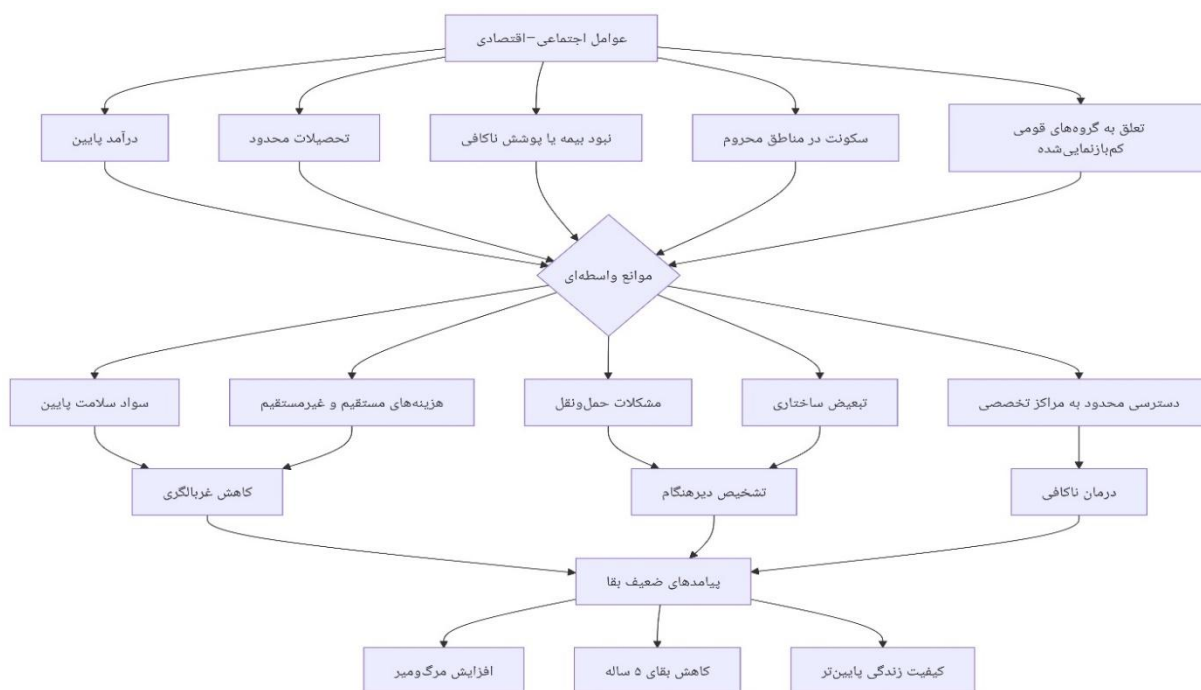 عوامل اجتماعی–اقتصادی
تعلق به گروه‌های قومی
کم‌بازنمایی‌شده
سکونت در مناطق محروم
نبود بیمه یا پوشش ناکافی
تحصیلات محدود
درآمد پایین
موانع واسطه‌ای
دسترسی محدود به مراکز تخصصی
تبعیض ساختاری
مشکلات حمل‌ونقل
هزینه‌های مستقیم و غیرمستقیم
سواد سلامت پایین
درمان ناکافی
تشخیص دیرهنگام
کاهش غربالگری
پیامدهای ضعیف بقا
کیفیت زندگی پایین‌تر
کاهش بقای ۵ ساله
افزایش مرگ‌ومیر